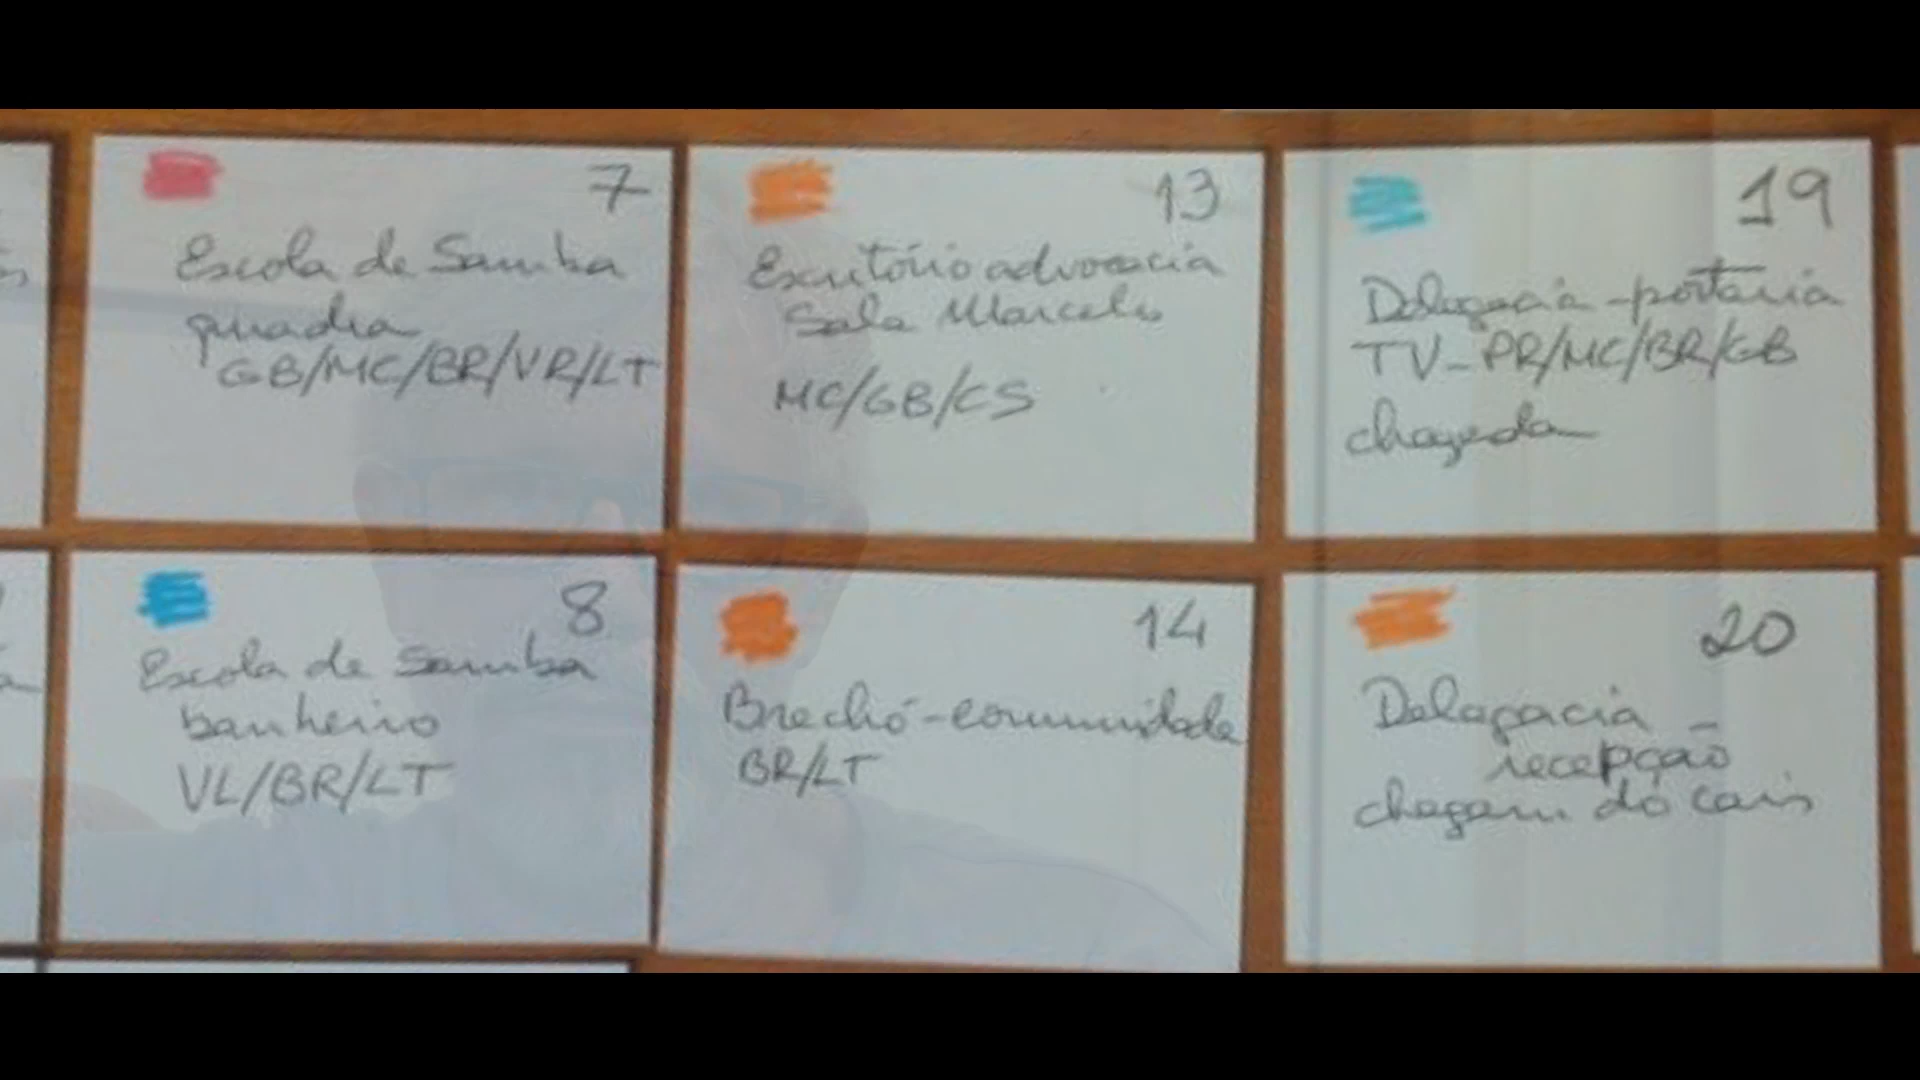 7
Escola de Samba
quadra
GB/MC/BR/VR/LT
13
Escritório advocacia
Sala Marcelo
MC/GB/CS
19
Delegacia - portaria
TV - PR/MC/BR/GB
chegada
8
Escola de Samba
banheiro
VL/BR/LT
14
Brechó - comunidade
BR/LT
20
Delegacia -
recepção
chegam do cais